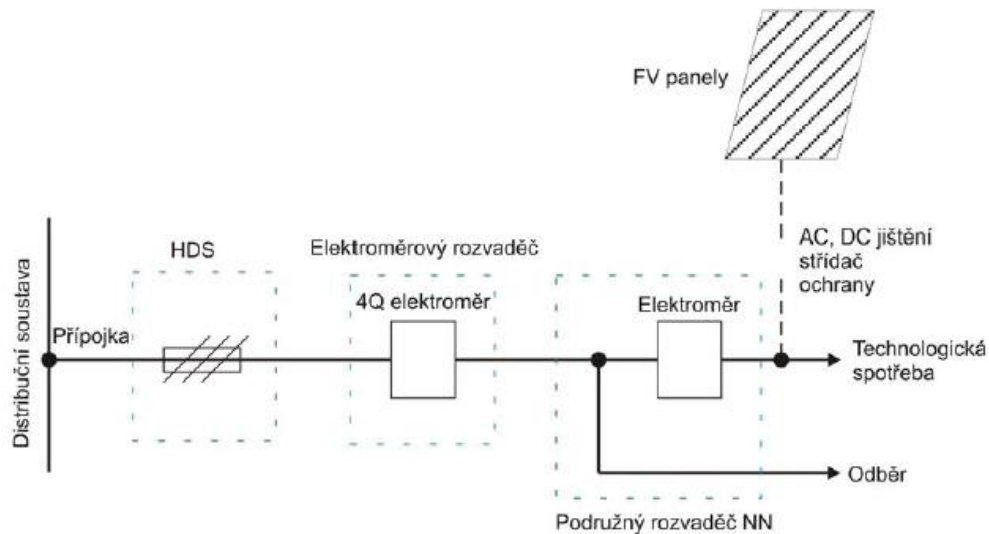 FV panely
AC, DC jištění
střídač
ochrany
HDS
Elektroměrový rozvaděč
4Q elektroměr
Elektroměr
Přípojka
Distribuční soustava
Technologická
spotřeba
Odběr
Podružný rozvaděč NN